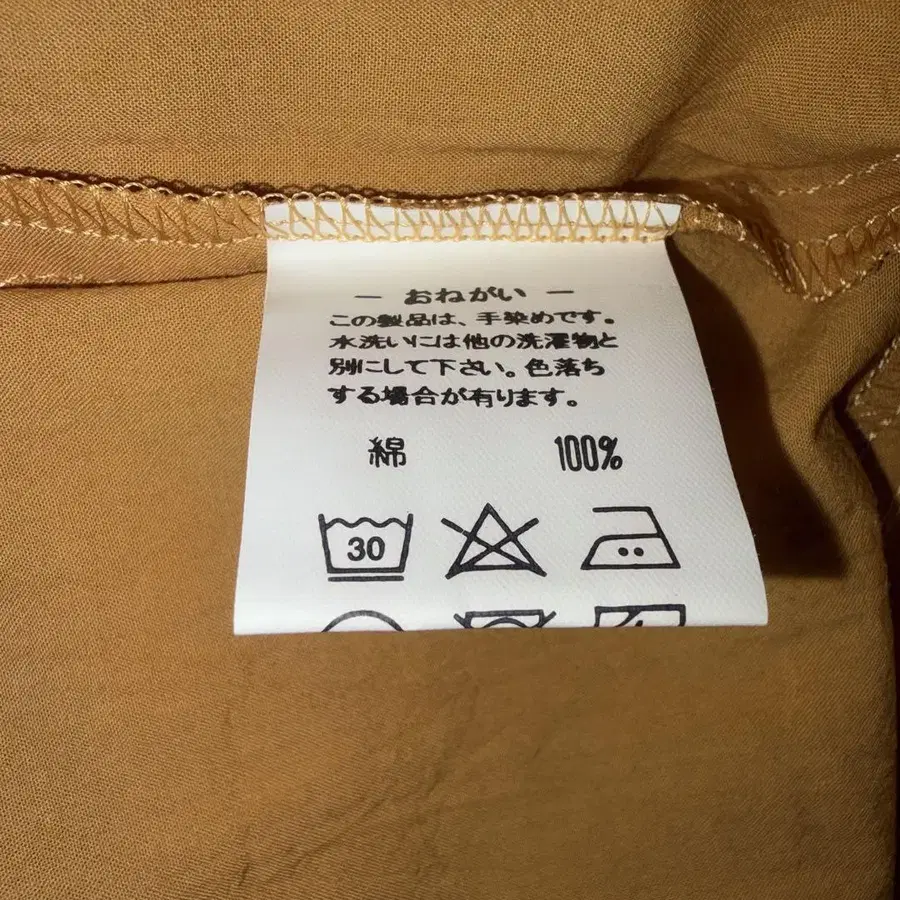 — おねがい —
この製品は、手染めです。
水洗いには他の洗濯物と
別にして下さい。色落ち
する場合が有ります。
綿 100%
30